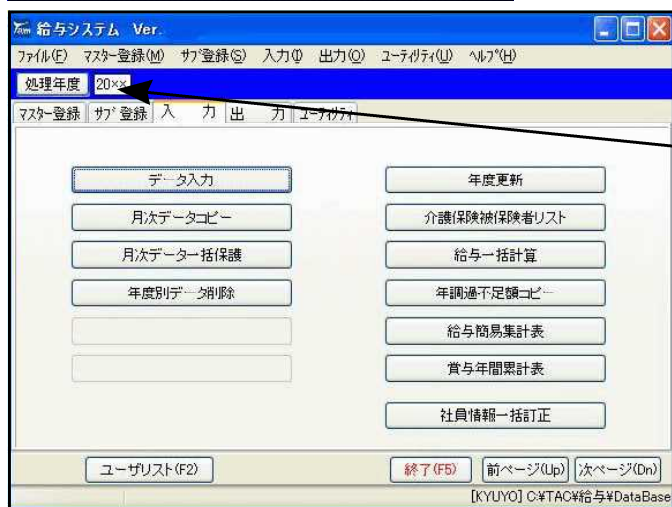 給与システム Ver.
ファイル(F) マスター登録(M) サブ登録(S) 入力(I) 出力(O) ユーティリティ(U) ヘルプ(H)
処理年度 20××
マスター登録 サブ登録 入 力 出 力 ユーティリティ
データ入力 年度更新
月次データコピー 介護保険被保険者リスト
月次データ一括保護 給与一括計算
年度別データ削除 年調過不足額コピー
給与簡易集計表
賞与年間累計表
社員情報一括訂正
ユーザリスト(F2) 終了(F5) 前ページ(Up) 次ページ(Dn)
[KYUYO] C:¥TAC¥給与¥DataBase